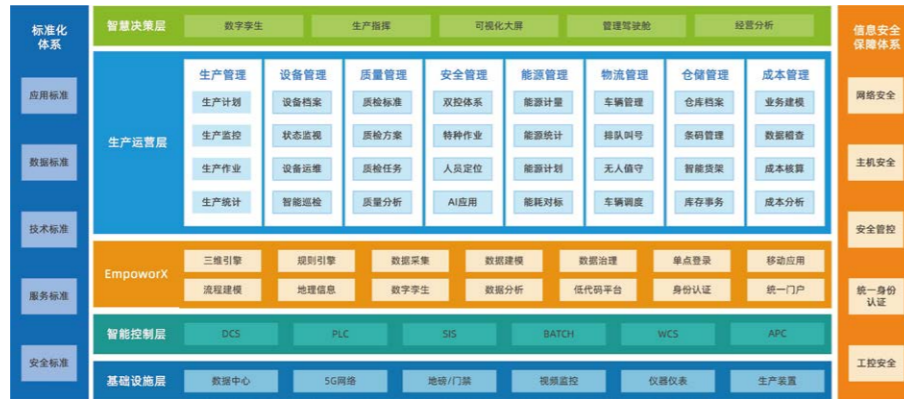 标准化
体系
应用标准
数据标准
技术标准
服务标准
安全标准
智慧决策层
数字孪生
生产指挥
可视化大屏
管理驾驶舱
经营分析
生产运营层
生产管理
设备管理
质量管理
安全管理
能源管理
物流管理
仓储管理
成本管理
生产计划
设备档案
质检标准
双控体系
能源计量
车辆管理
仓库档案
业务建模
生产监控
状态监视
质检方案
特种作业
能源统计
排队叫号
条码管理
数据稽查
生产作业
设备运维
质检任务
人员定位
能源计划
无人值守
智能货架
成本核算
生产统计
智能巡检
质量分析
AI应用
能耗对标
车辆调度
库存事务
成本分析
EmpoworX
三维引擎
规则引擎
数据采集
数据建模
数据治理
单点登录
移动应用
流程建模
地理信息
数字孪生
数据分析
低代码平台
身份认证
统一门户
智能控制层
DCS
PLC
SIS
BATCH
WCS
APC
基础设施层
数据中心
5G网络
地磅/门禁
视频监控
仪器仪表
生产装置
信息安全
保障体系
网络安全
主机安全
安全管控
统一身份
认证
工控安全